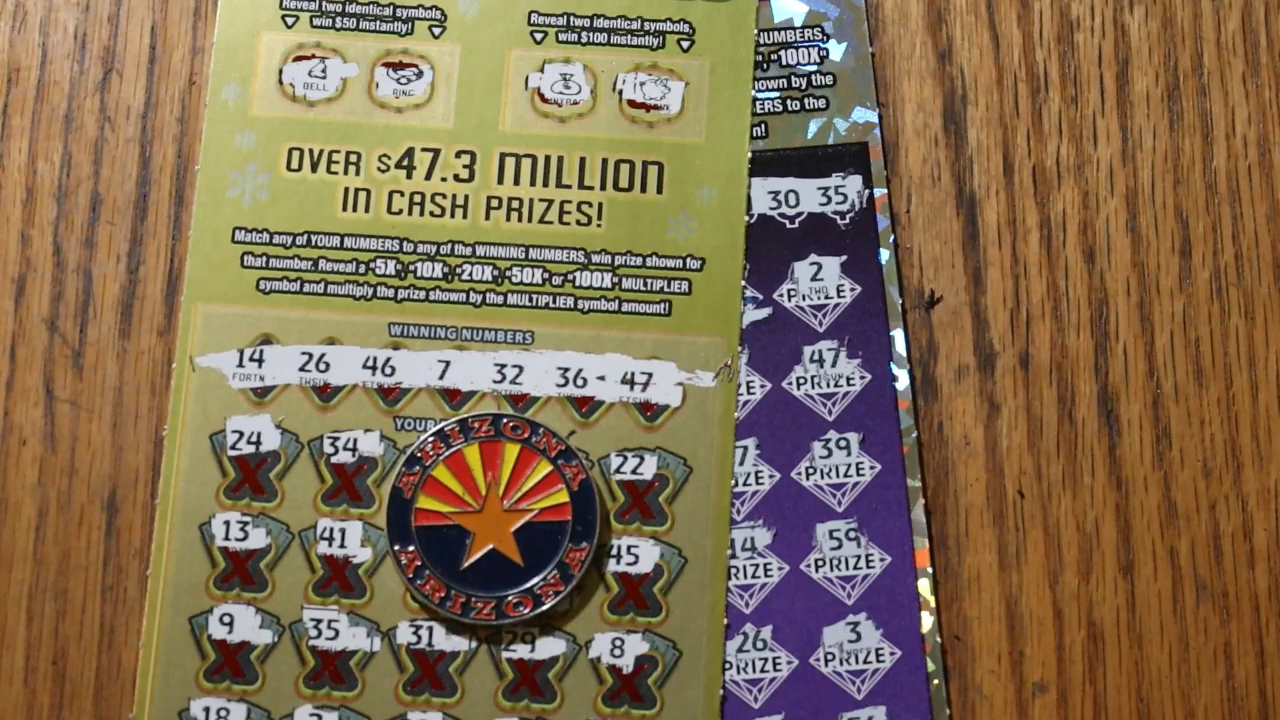 Reveal two identical symbols,
win $50 instantly!
BELL
RING
Reveal two identical symbols,
win $100 instantly!
OVER $47.3 MILLION
IN CASH PRIZES!
Match any of YOUR NUMBERS to any of the WINNING NUMBERS, win prize shown for
that number. Reveal a "5X", "10X", "20X", "50X" or "100X" MULTIPLIER
symbol and multiply the prize shown by the MULTIPLIER symbol amount!
WINNING NUMBERS
14 26 46 7 32 36 47
FORTN
YOUR
24 34 22
X X X
13 41 45
X X X
9 35 31 29 8
X X X X X
18
ARIZONA
ARIZONA
NUMBERS,
"100X"
own by the
ERS to the
n!
30 35
2
TWO
PRIZE
47
PRIZE
39
PRIZE
14 59
PRIZE PRIZE
26 3
PRIZE PRIZE